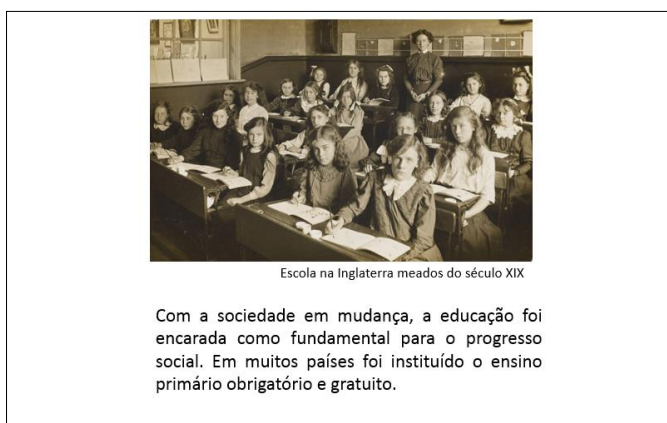 Escola na Inglaterra meados do século XIX
Com a sociedade em mudança, a educação foi
encarada como fundamental para o progresso
social. Em muitos países foi instituído o ensino
primário obrigatório e gratuito.